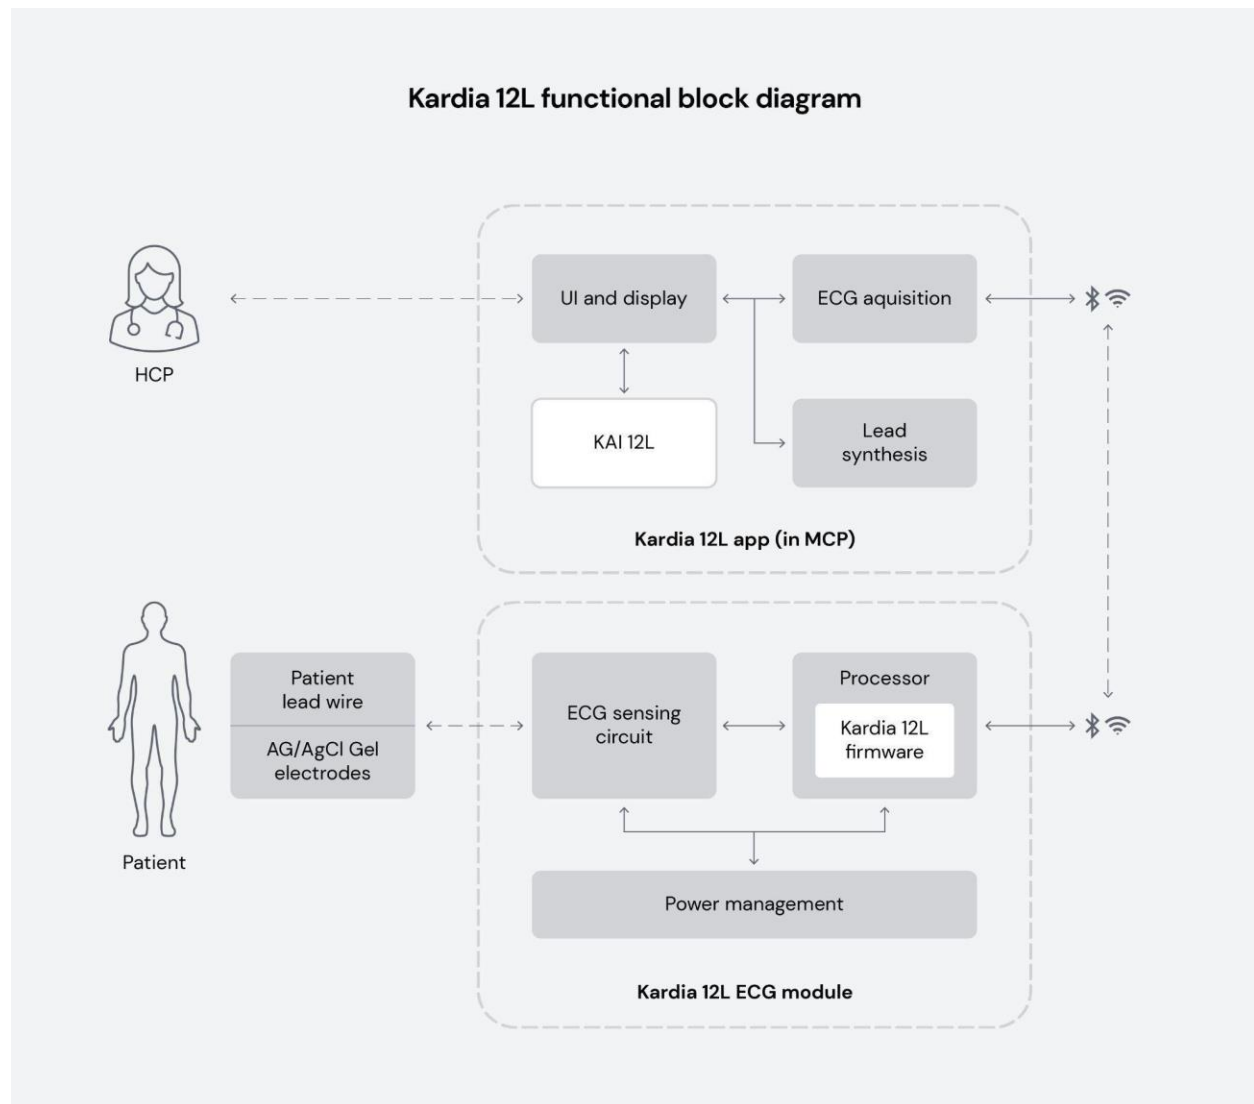 Kardia 12L functional block diagram
UI and display
ECG aquisition
HCP
KAI 12L
Lead
synthesis
Kardia 12L app (in MCP)
Patient
lead wire
AG/AgCl Gel
electrodes
ECG sensing
circuit
Processor
Kardia 12L
firmware
Patient
Power management
Kardia 12L ECG module